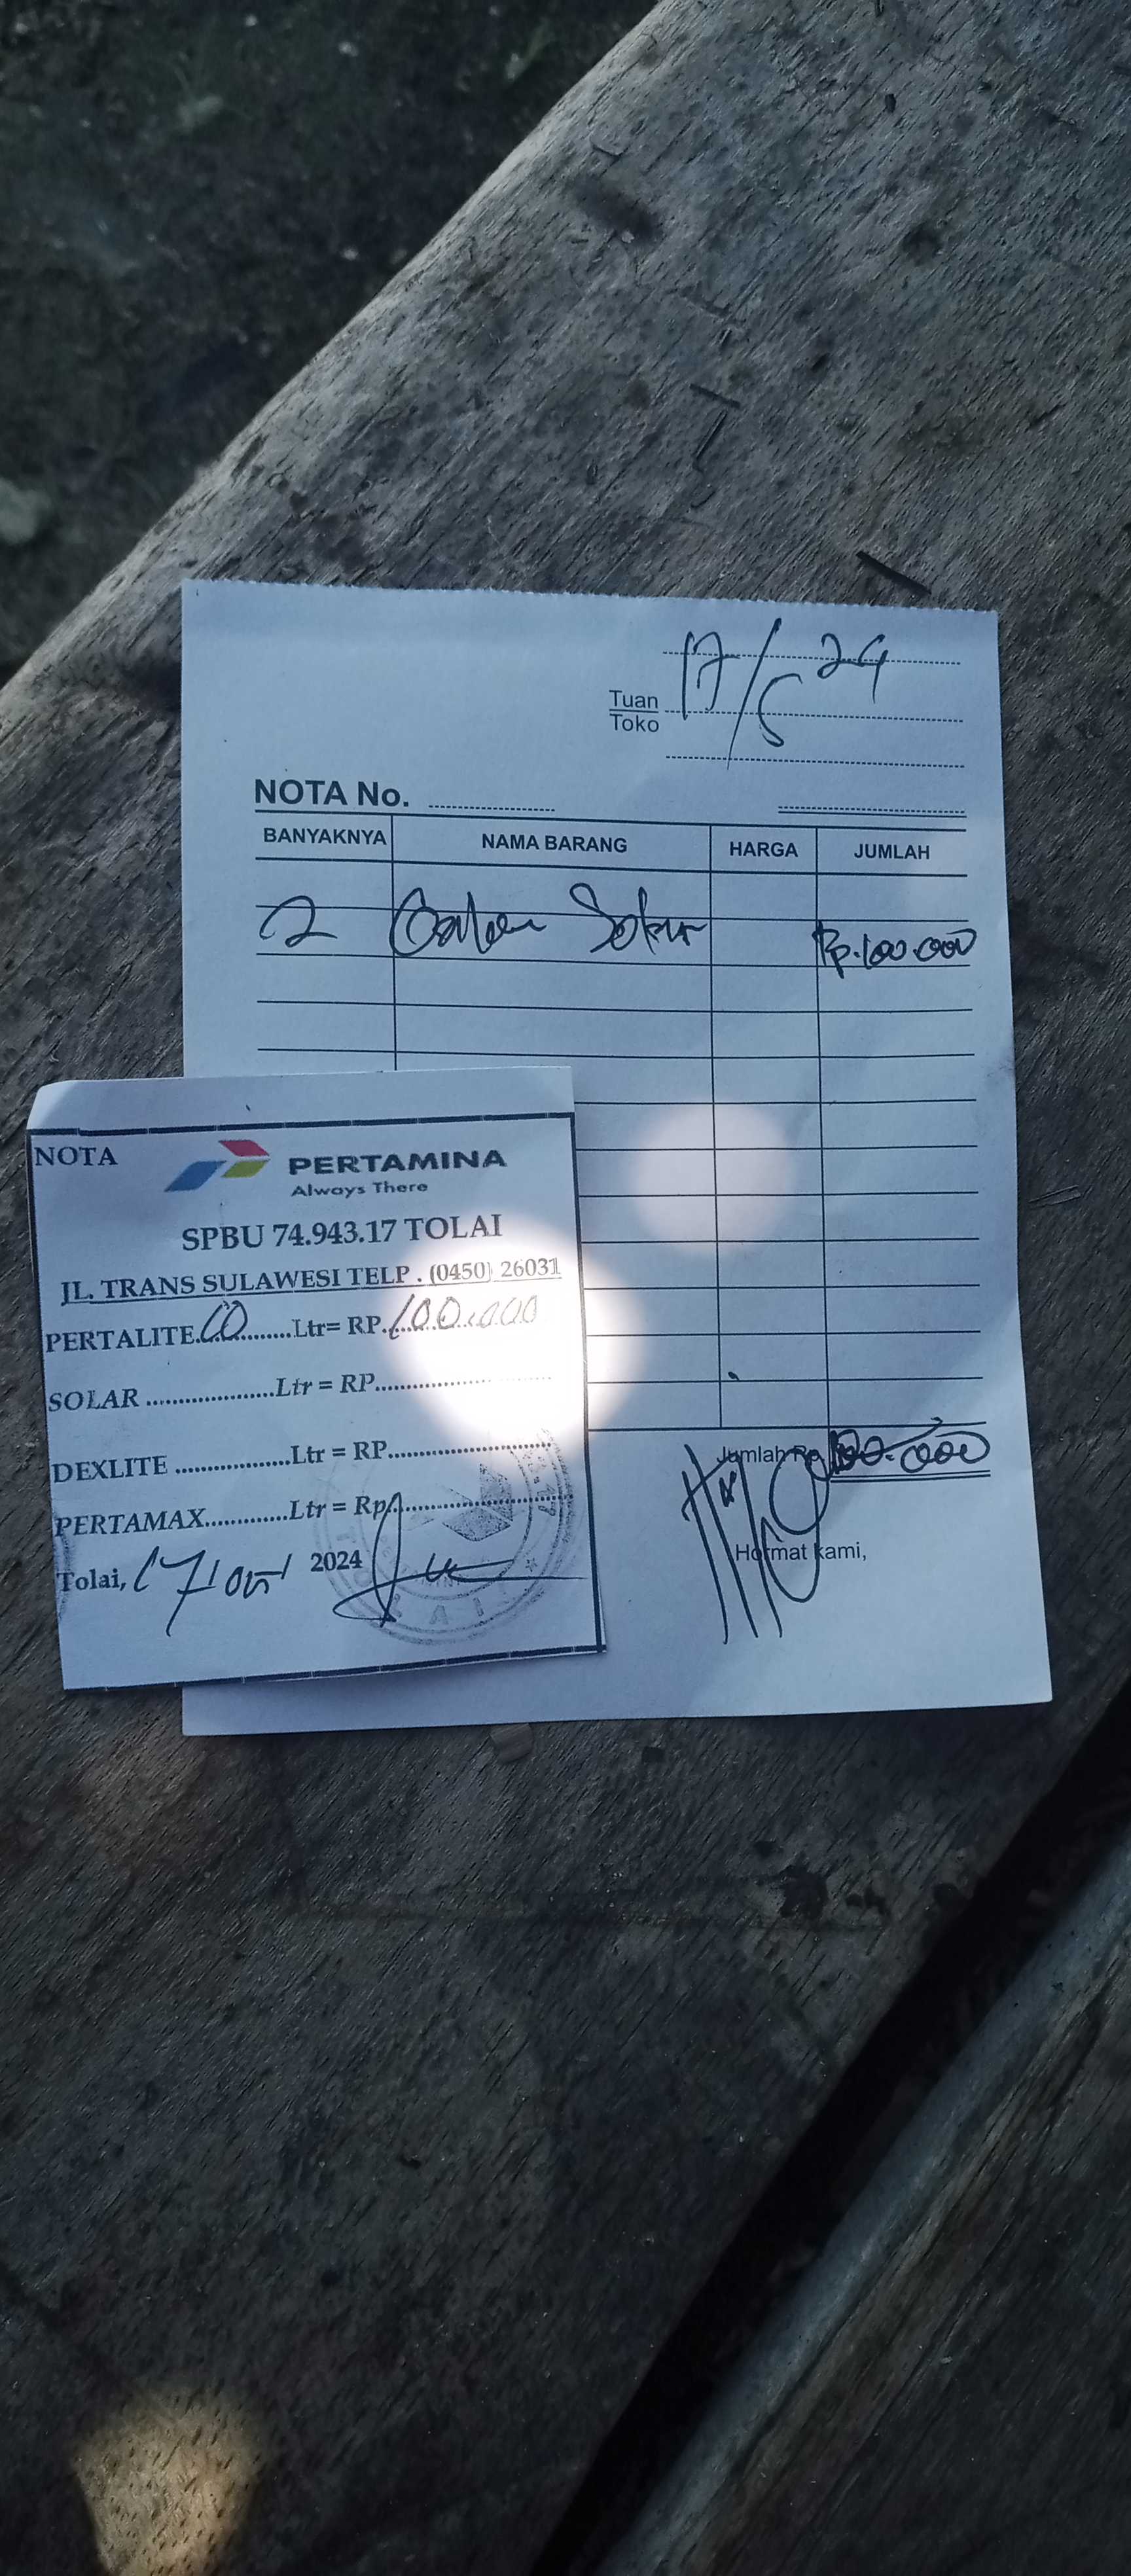 17/5 24
Tuan
Toko
NOTA No. ....................
BANYAKNYA NAMA BARANG HARGA JUMLAH
2 Rp.100.000
Jumlah Rp 100.000
Hormat kami,
NOTA
PERTAMINA
Always There
SPBU 74.943.17 TOLAI
JL. TRANS SULAWESI TELP . (0450) 26031
PERTALITE.10.........Ltr= RP.100.000
SOLAR ....................Ltr = RP...........................
DEXLITE ..................Ltr = RP..........................
PERTAMAX.............Ltr = Rp............................
Tolai, 17/05/ 2024